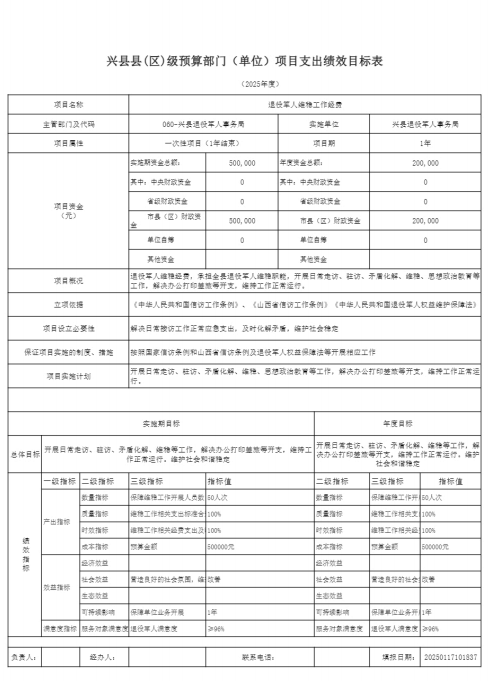 兴县县(区)级预算部门（单位）项目支出绩效目标表
（2025年度）
项目名称 退役军人维稳工作经费
主管部门及代码 060-兴县退役军人事务局 实施单位 兴县退役军人事务局
项目属性 一次性项目（1年结束） 项目期 1年
项目资金
（元）
实施期资金总额: 500,000 年度资金总额: 200,000
其中: 中央财政资金 0 其中: 中央财政资金 0
省级财政资金 0 省级财政资金 0
市县（区）财政资金 500,000 市县（区）财政资金 200,000
单位自筹 0 单位自筹 0
其他资金 其他资金
项目概况
退役军人维稳经费，承担全县退役军人维稳职能，开展日常走访、驻访、矛盾化解、维稳、思想政治教育等
工作，解决办公打印差旅等开支，维持工作正常运行。
立项依据 《中华人民共和国信访工作条例》、《山西省信访工作条例》《中华人民共和国退役军人权益维护保障法》
项目设立必要性 解决日常接访工作正常应急支出、及时化解矛盾，维护社会稳定
保证项目实施的制度、措施 按照国家信访条例和山西省信访条例及退役军人权益保障法等开展相应工作
项目实施计划
开展日常走访、驻访、矛盾化解、维稳、思想政治教育等工作，解决办公打印差旅等开支，维持工作正常运
行。
实施期目标 年度目标
总体目标
开展日常走访、驻访、矛盾化解、维稳等工作，解决办公打印差旅等开支，维持工
作正常运行。维护社会和谐稳定
开展日常走访、驻访、矛盾化解、维稳等工作，解
决办公打印差旅等开支，维持工作正常运行。维护
社会和谐稳定
绩效指标
一级指标 二级指标 三级指标 指标值 二级指标 三级指标 指标值
产出指标
数量指标 保障维稳工作开展人员数 50人次 数量指标 保障维稳工作开 50人次
质量指标 维稳工作相关支出标准合 100% 质量指标 维稳工作相关支 100%
时效指标 维稳工作相关经费支出及 100% 时效指标 维稳工作相关经 100%
成本指标 预算金额 500000元 成本指标 预算金额 500000元
效益指标
经济效益 经济效益
社会效益 营造良好的社会氛围，维 改善 社会效益 营造良好的社会 改善
生态效益 生态效益
可持续影响 保障单位业务开展 1年 可持续影响 保障单位业务开 1年
满意度指标 服务对象满意度 退役军人满意度 ≥96% 服务对象满意度 退役军人满意度 ≥96%
负责人: 经办人: 联系电话: 填报日期: 20250117101837